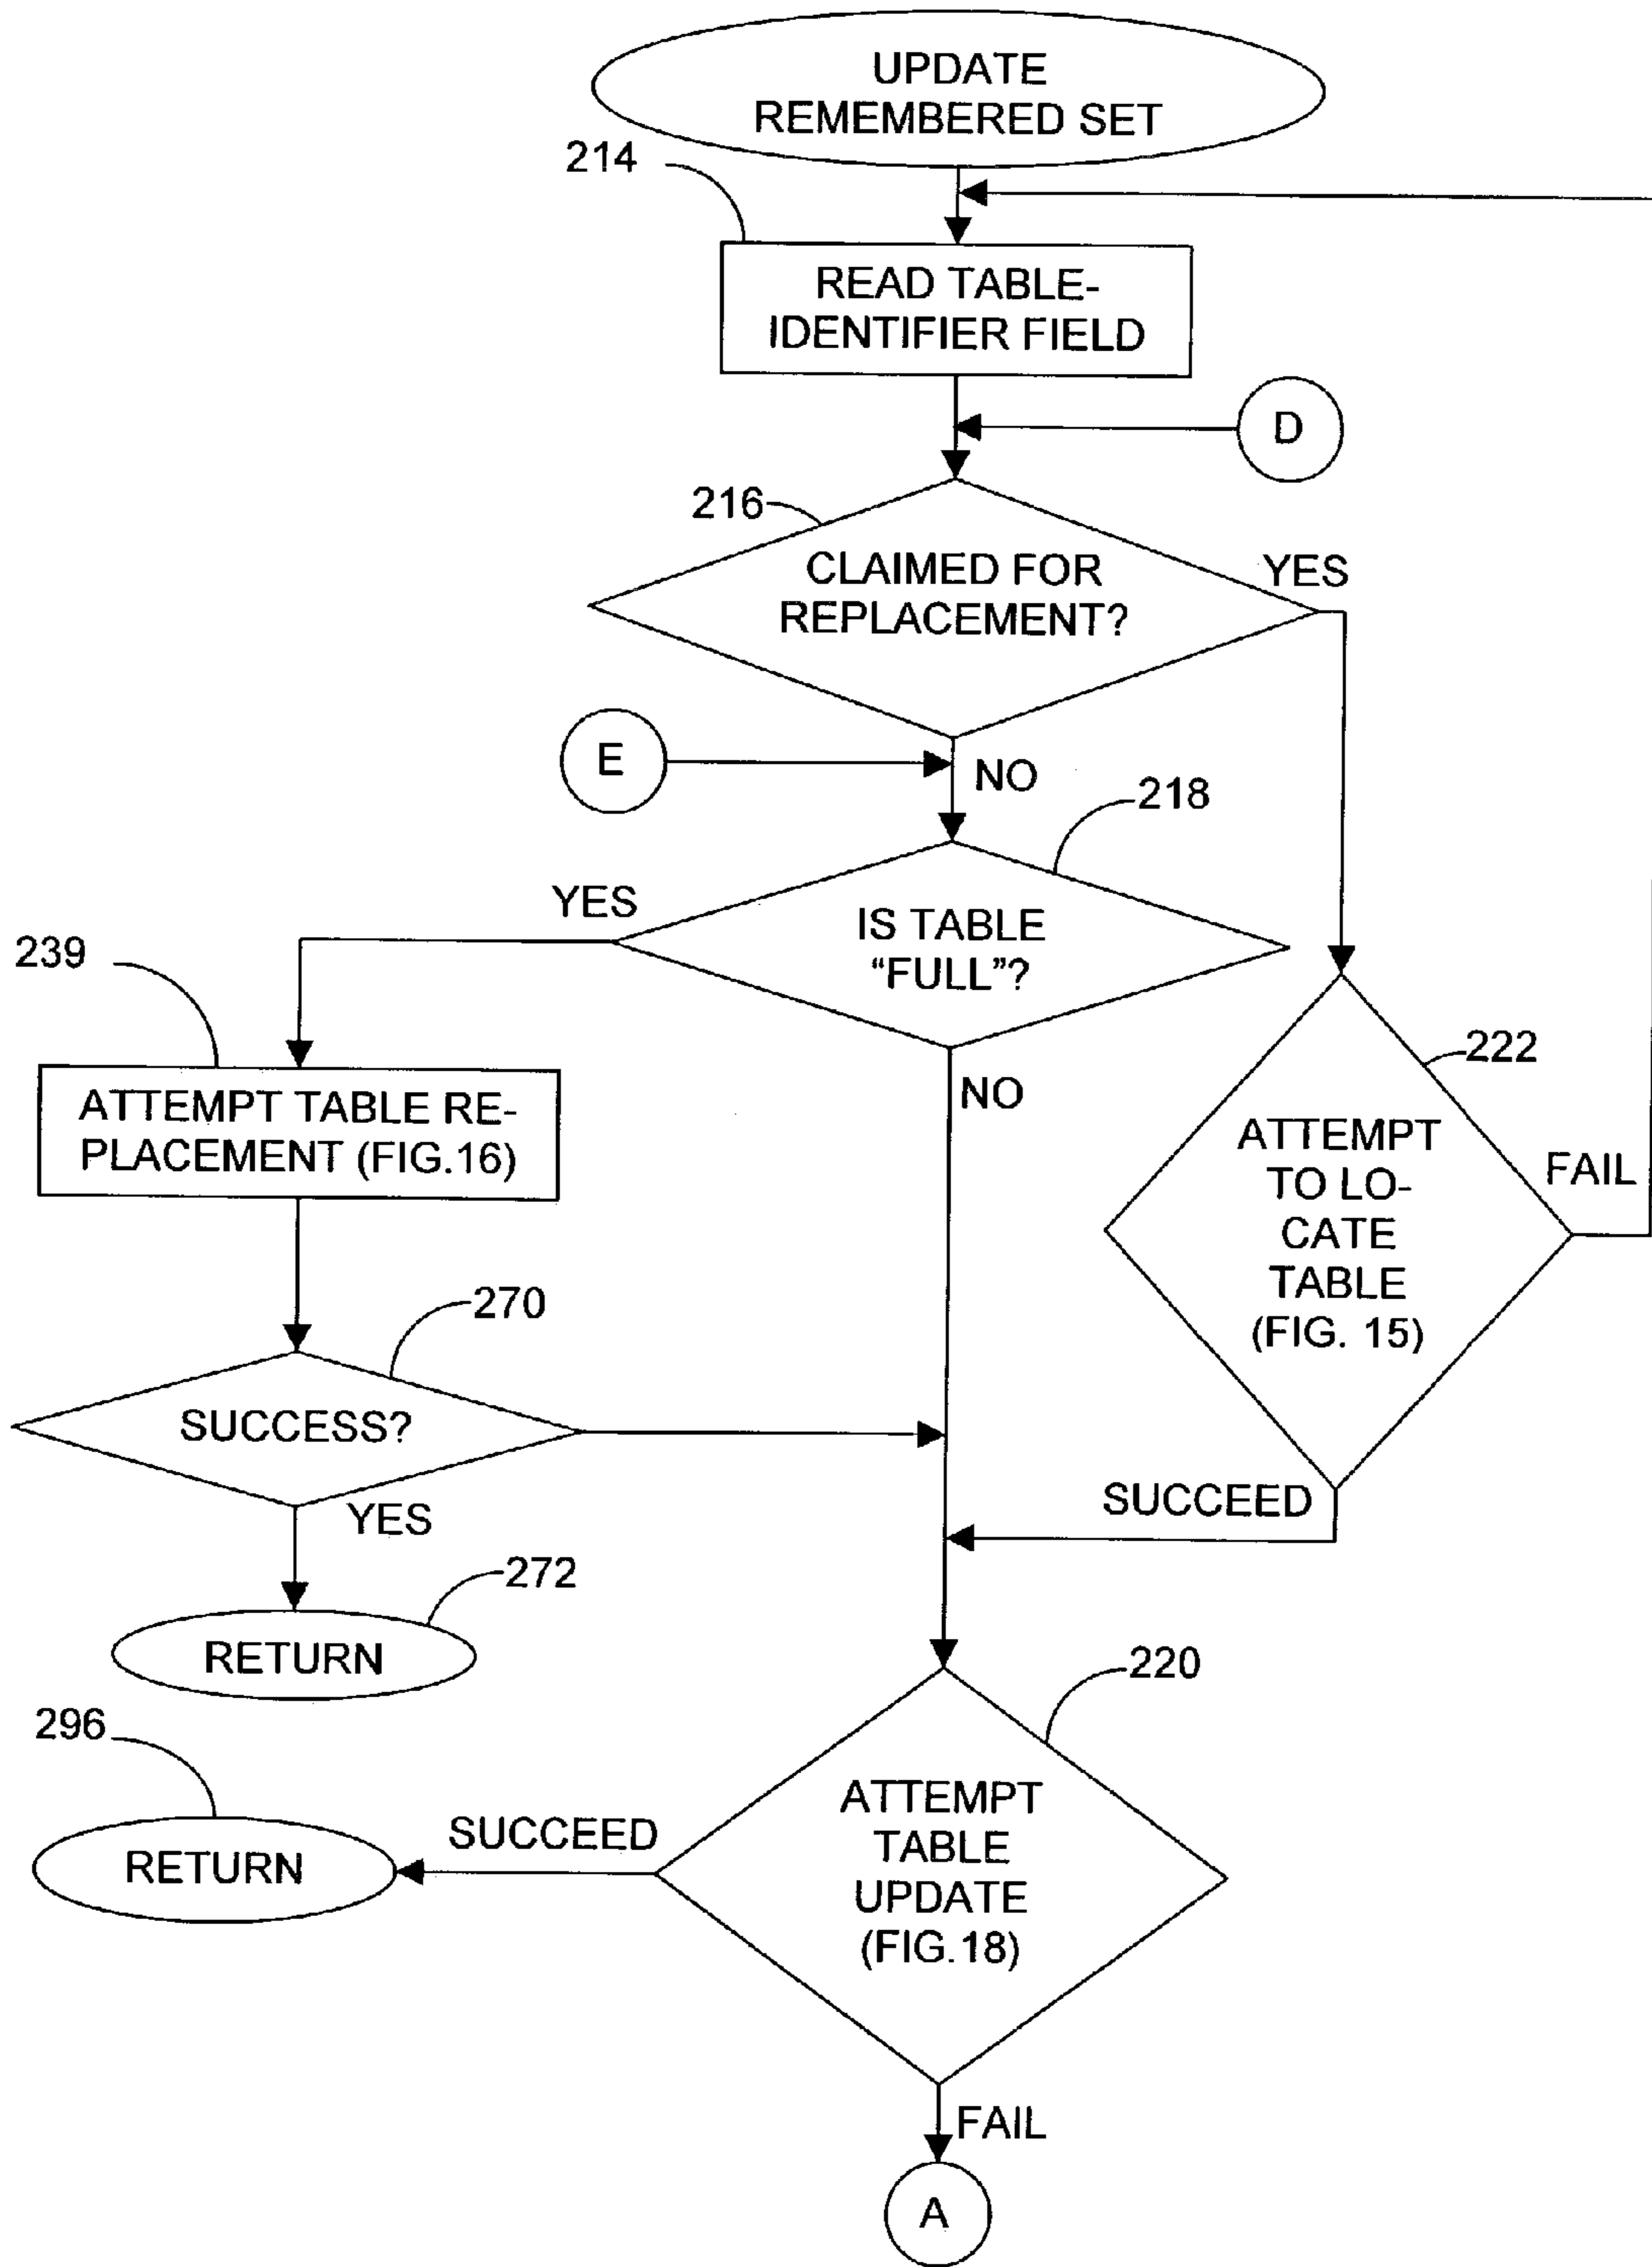 UPDATE
REMEMBERED SET
214
READ TABLE-
IDENTIFIER FIELD
D
216
CLAIMED FOR
REPLACEMENT?
YES
E
NO
218
YES
IS TABLE
“FULL”?
239
NO
222
ATTEMPT TABLE RE-
PLACEMENT (FIG.16)
ATTEMPT
TO LO-
CATE
TABLE
(FIG. 15)
FAIL
270
SUCCESS?
SUCCEED
YES
272
RETURN
220
296
ATTEMPT
TABLE
UPDATE
(FIG.18)
SUCCEED
RETURN
FAIL
A